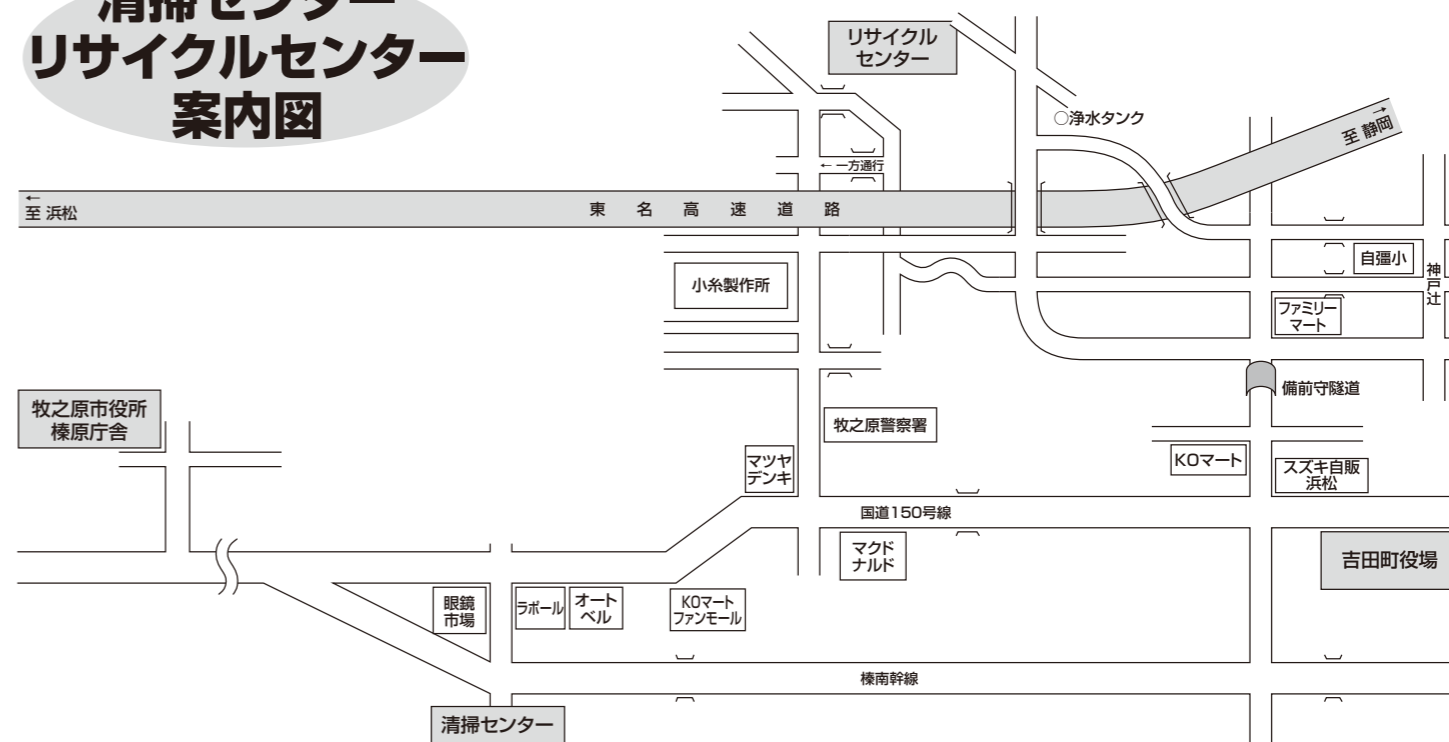 清掃センター
リサイクルセンター
案内図
リサイクル
センター
○浄水タンク
→
至 静岡
← 一方通行
←
至 浜松
東名高速道路
小糸製作所
自彊小
神戸辻
ファミリー
マート
備前守隧道
牧之原市役所
榛原庁舎
牧之原警察署
マツヤ
デンキ
KOマート
スズキ自販
浜松
国道150号線
マクド
ナルド
吉田町役場
眼鏡
市場
ラポール
オート
ベル
KOマート
ファンモール
榛南幹線
清掃センター